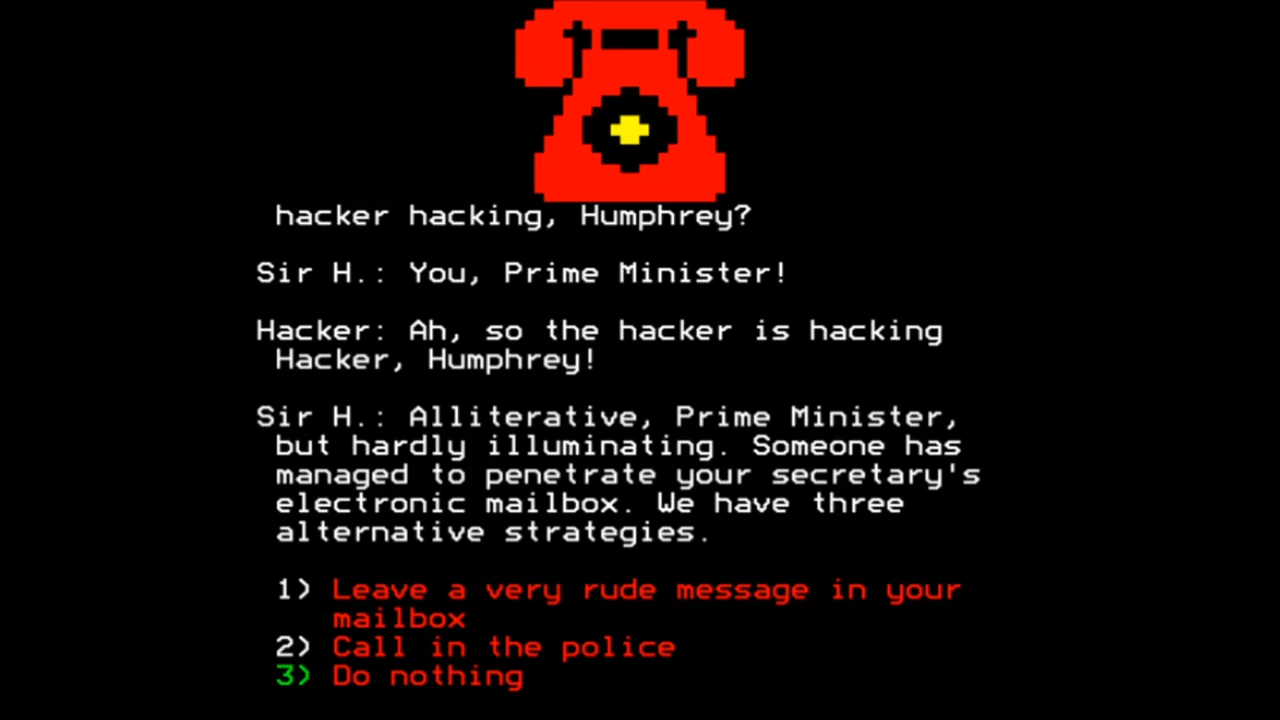 hacker hacking, Humphrey?
Sir H.: You, Prime Minister!
Hacker: Ah, so the hacker is hacking
Hacker, Humphrey!
Sir H.: Alliterative, Prime Minister,
but hardly illuminating. Someone has
managed to penetrate your secretary's
electronic mailbox. We have three
alternative strategies.
1) Leave a very rude message in your
mailbox
2) Call in the police
3) Do nothing